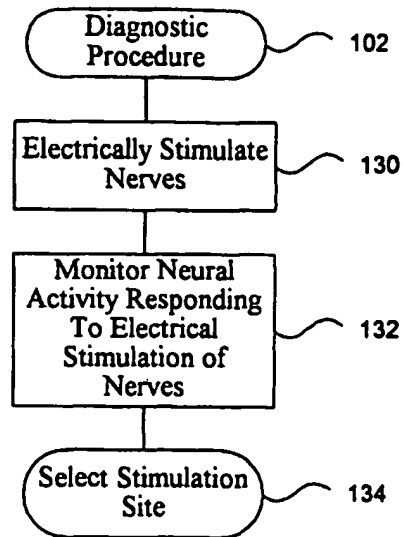 Diagnostic
Procedure
102
Electrically Stimulate
Nerves
130
Monitor Neural
Activity Responding
To Electrical
Stimulation of
Nerves
132
Select Stimulation
Site
134